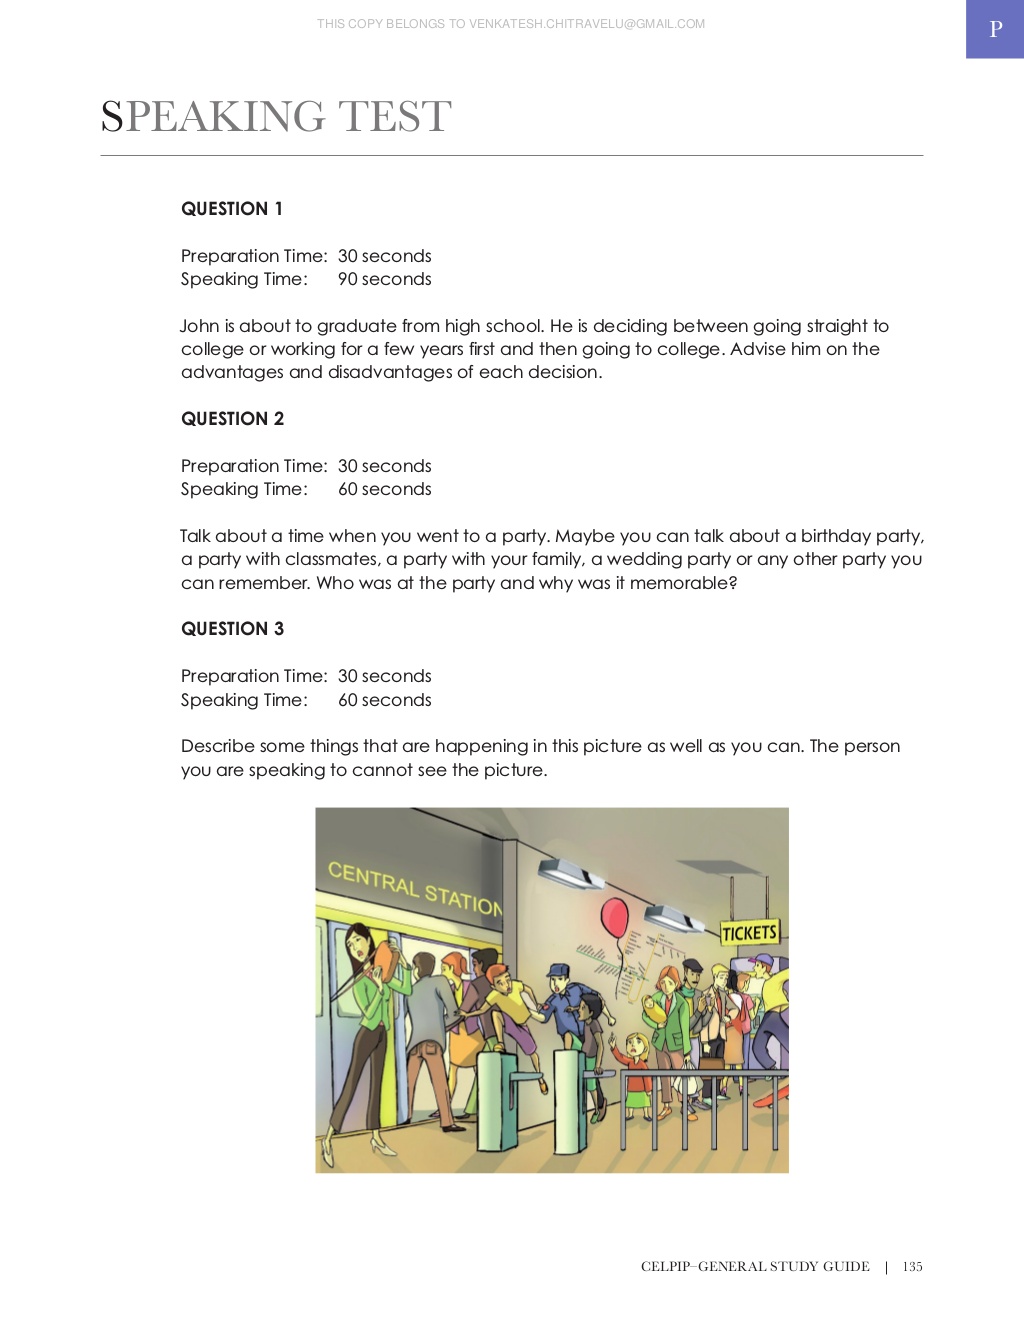 THIS COPY BELONGS TO VENKATESH.CHITRAVELU@GMAIL.COM
P
SPEAKING TEST
QUESTION 1
Preparation Time: 30 seconds
Speaking Time: 90 seconds
John is about to graduate from high school. He is deciding between going straight to
college or working for a few years first and then going to college. Advise him on the
advantages and disadvantages of each decision.
QUESTION 2
Preparation Time: 30 seconds
Speaking Time: 60 seconds
Talk about a time when you went to a party. Maybe you can talk about a birthday party,
a party with classmates, a party with your family, a wedding party or any other party you
can remember. Who was at the party and why was it memorable?
QUESTION 3
Preparation Time: 30 seconds
Speaking Time: 60 seconds
Describe some things that are happening in this picture as well as you can. The person
you are speaking to cannot see the picture.
CENTRAL STATION
TICKETS
CELPIP–GENERAL STUDY GUIDE | 135